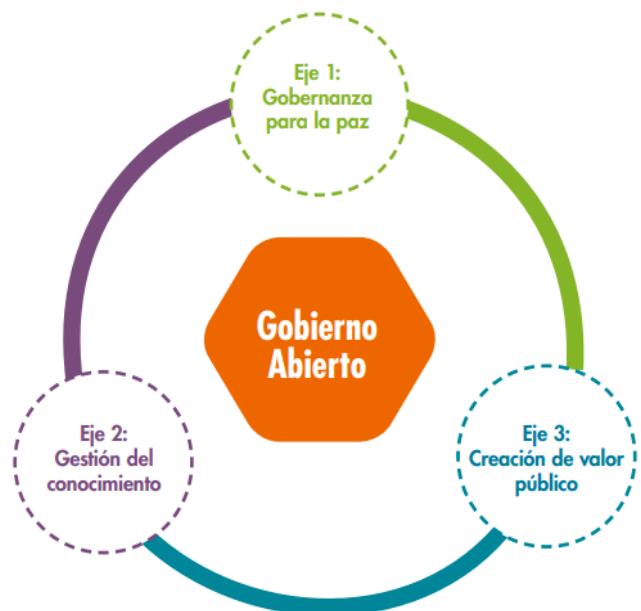 Eje 1:
Gobernanza
para la paz
Gobierno
Abierto
Eje 2:
Gestión del
conocimiento
Eje 3:
Creación de valor
público